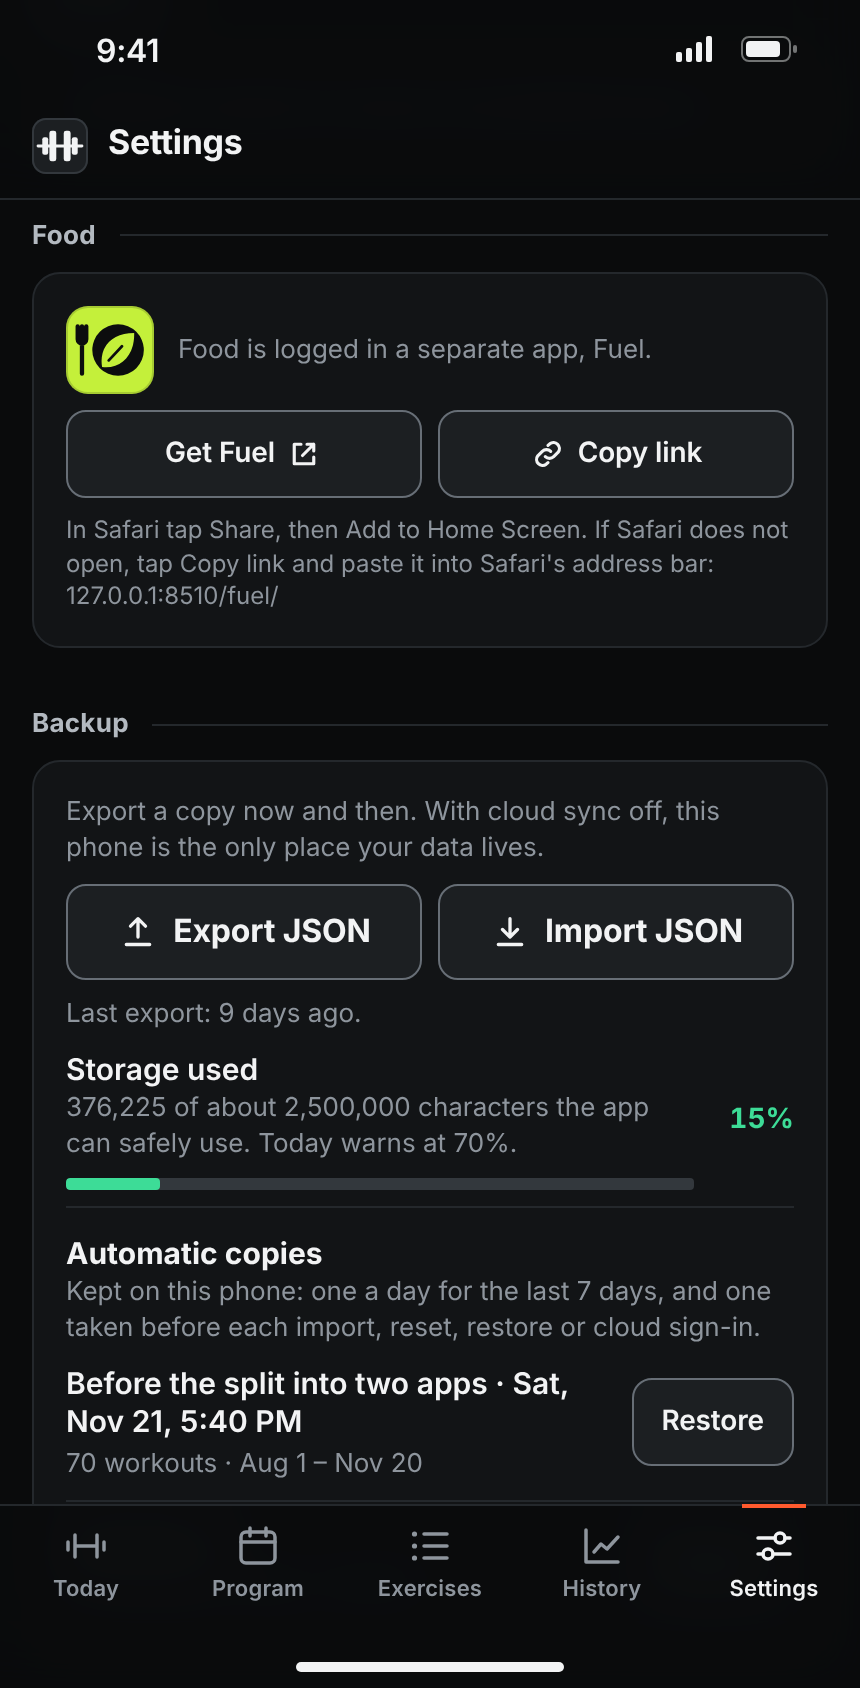 9:41
Settings
Food
Food is logged in a separate app, Fuel.
Get Fuel
Copy link
In Safari tap Share, then Add to Home Screen. If Safari does not
open, tap Copy link and paste it into Safari's address bar:
127.0.0.1:8510/fuel/
Backup
Export a copy now and then. With cloud sync off, this
phone is the only place your data lives.
Export JSON
Import JSON
Last export: 9 days ago.
Storage used
376,225 of about 2,500,000 characters the app
can safely use. Today warns at 70%.
15%
Automatic copies
Kept on this phone: one a day for the last 7 days, and one
taken before each import, reset, restore or cloud sign-in.
Before the split into two apps · Sat,
Nov 21, 5:40 PM
70 workouts · Aug 1 – Nov 20
Restore
Today
Program
Exercises
History
Settings